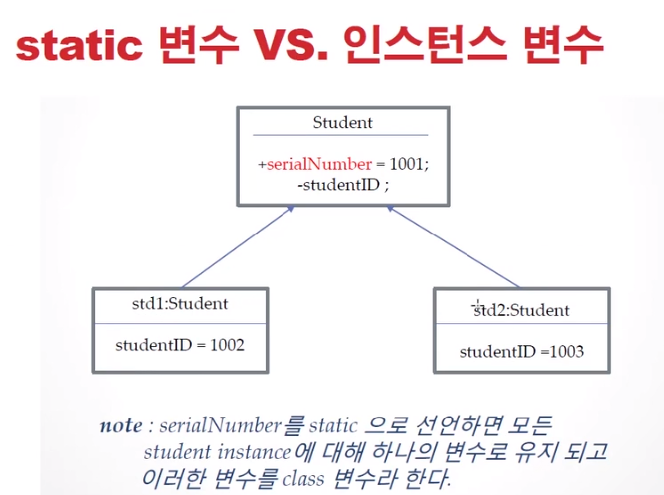 static 변수 VS. 인스턴스 변수
Student
+serialNumber = 1001;
-studentID ;
std1:Student
studentID = 1002
std2:Student
studentID =1003
note : serialNumber를 static 으로 선언하면 모든
student instance에 대해 하나의 변수로 유지 되고
이러한 변수를 class 변수라 한다.